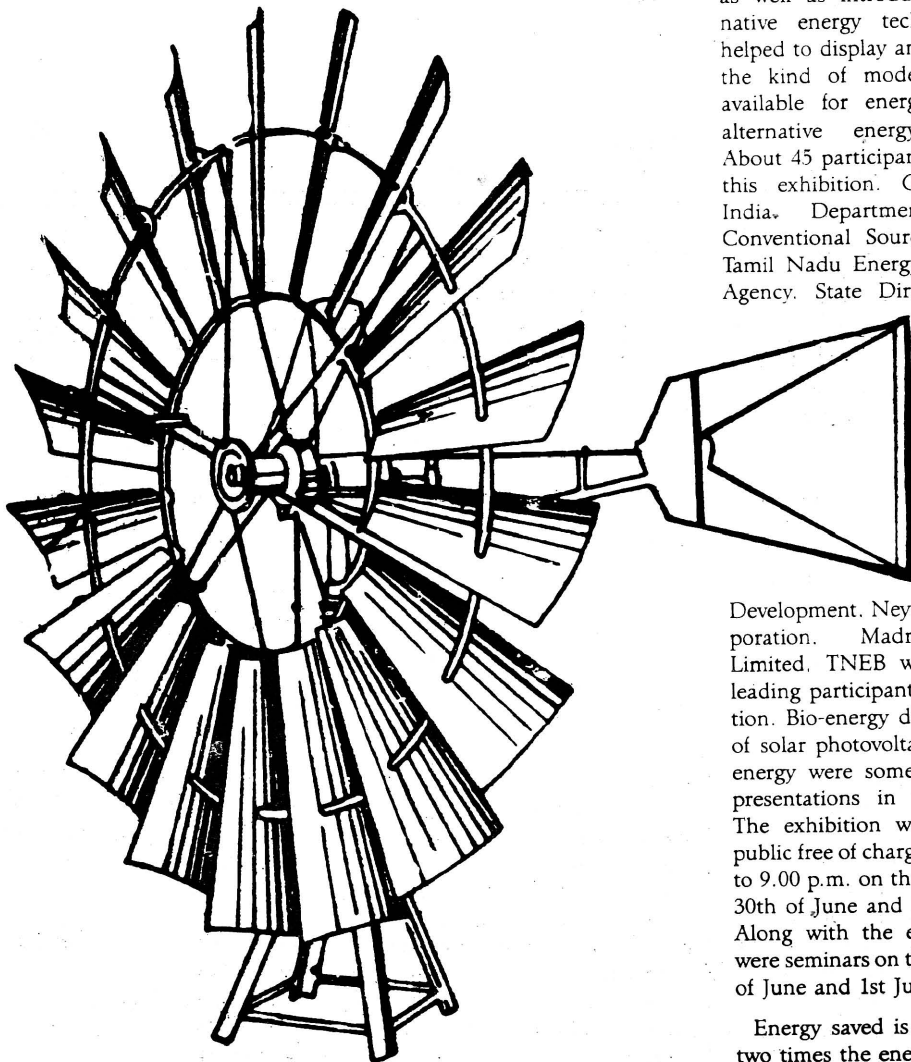 as well as introdu
native energy tec
helped to display an
the kind of mode
available for energ
alternative energy
About 45 participan
this exhibition. G
India. Departmen
Conventional Sour
Tamil Nadu Energ
Agency. State Dir
Development. Ney
poration. Madr
Limited, TNEB w
leading participant
tion. Bio-energy d
of solar photovolta
energy were some
presentations in
The exhibition w
public free of charg
to 9.00 p.m. on th
30th of June and
Along with the e
were seminars on t
of June and 1st Ju
Energy saved is
two times the ene